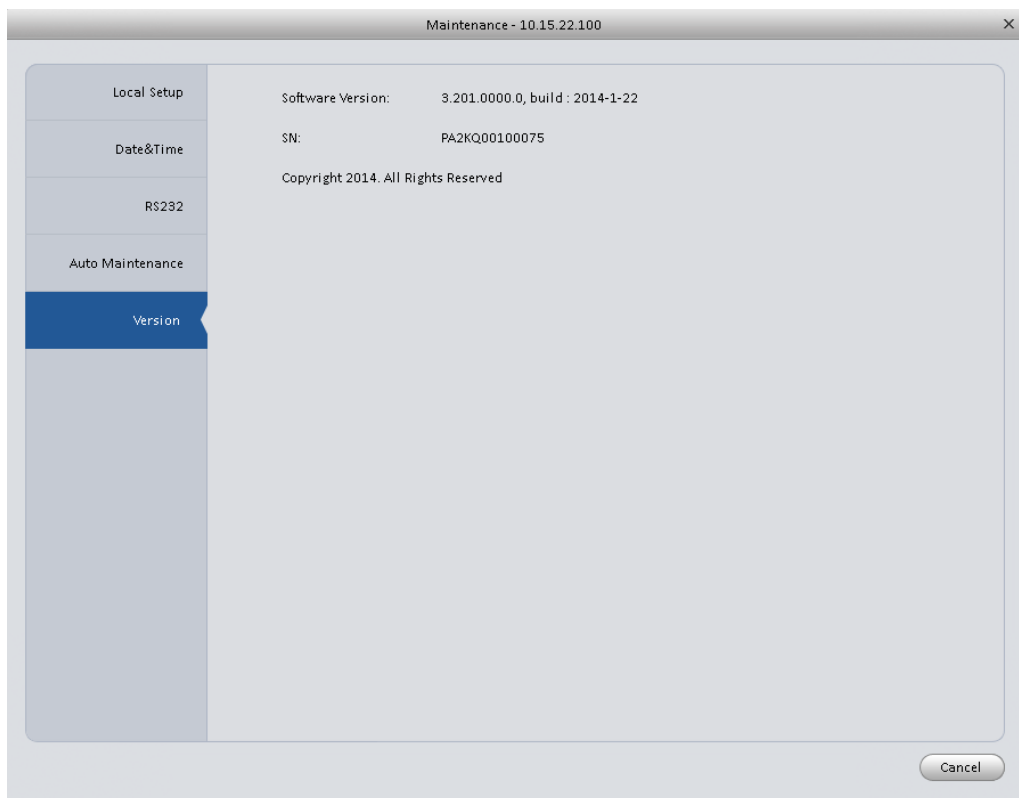 Maintenance - 10.15.22.100
Local Setup
Date&Time
RS232
Auto Maintenance
Version
Software Version: 3.201.0000.0, build : 2014-1-22
SN: PA2KQ00100075
Copyright 2014. All Rights Reserved
Cancel